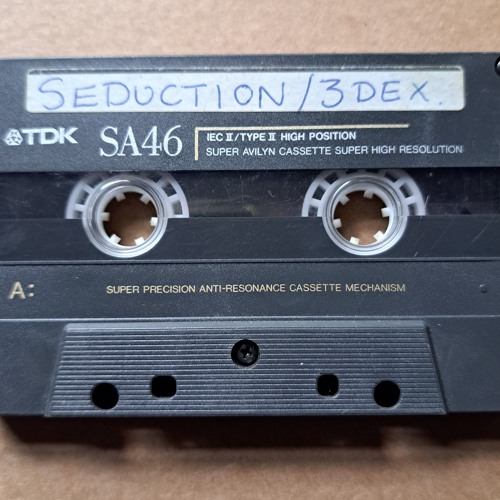 SEDUCTION/3DEX.
TDK SA46 IEC II/TYPE II HIGH POSITION
SUPER AVILYN CASSETTE SUPER HIGH RESOLUTION
A: SUPER PRECISION ANTI-RESONANCE CASSETTE MECHANISM